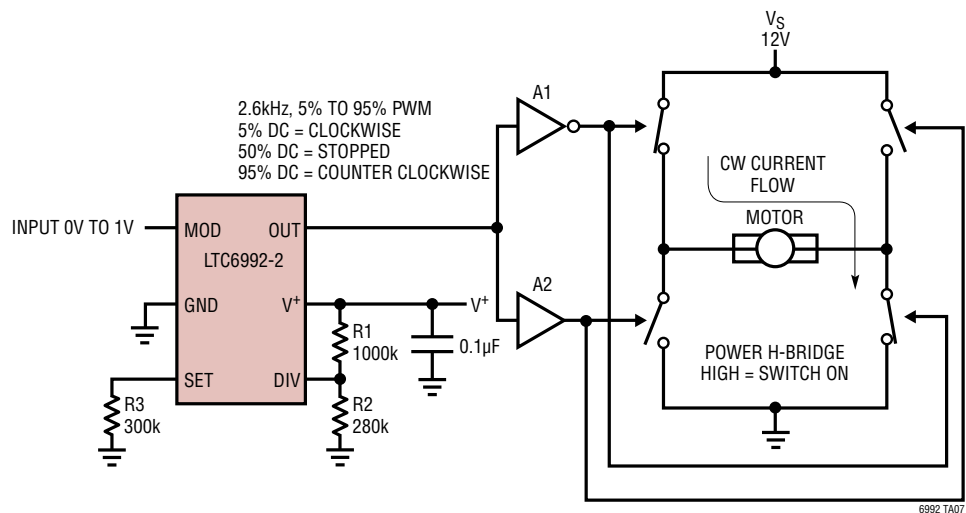 V_S
12V
A1
2.6kHz, 5% TO 95% PWM
5% DC = CLOCKWISE
50% DC = STOPPED
95% DC = COUNTER CLOCKWISE
CW CURRENT
FLOW
MOTOR
INPUT 0V TO 1V
MOD
OUT
LTC6992-2
A2
GND
V⁺
V⁺
R1
1000k
0.1µF
POWER H-BRIDGE
HIGH = SWITCH ON
SET
DIV
R3
300k
R2
280k
6992 TA07